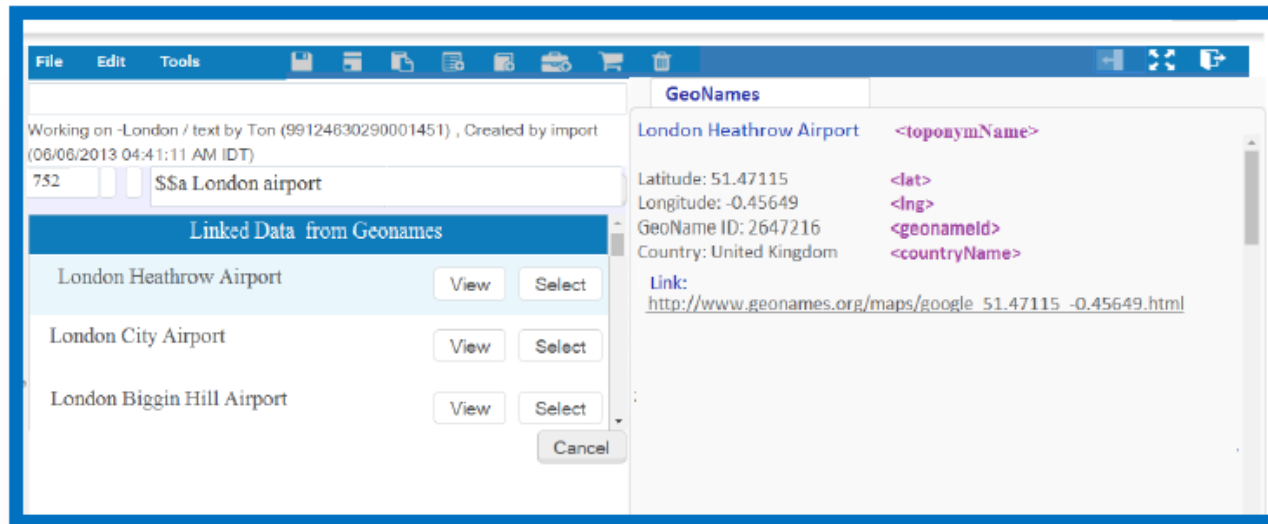 File Edit Tools
GeoNames
Working on -London / text by Ton (99124630290001451) , Created by import
(06/06/2013 04:41:11 AM IDT)
752 $$a London airport
Linked Data from Geonames
London Heathrow Airport View Select
London City Airport View Select
London Biggin Hill Airport View Select
Cancel
London Heathrow Airport <toponymName>
Latitude: 51.47115 <lat>
Longitude: -0.45649 <lng>
GeoName ID: 2647216 <geonameId>
Country: United Kingdom <countryName>
Link:
http://www.geonames.org/maps/google_51.47115_-0.45649.html